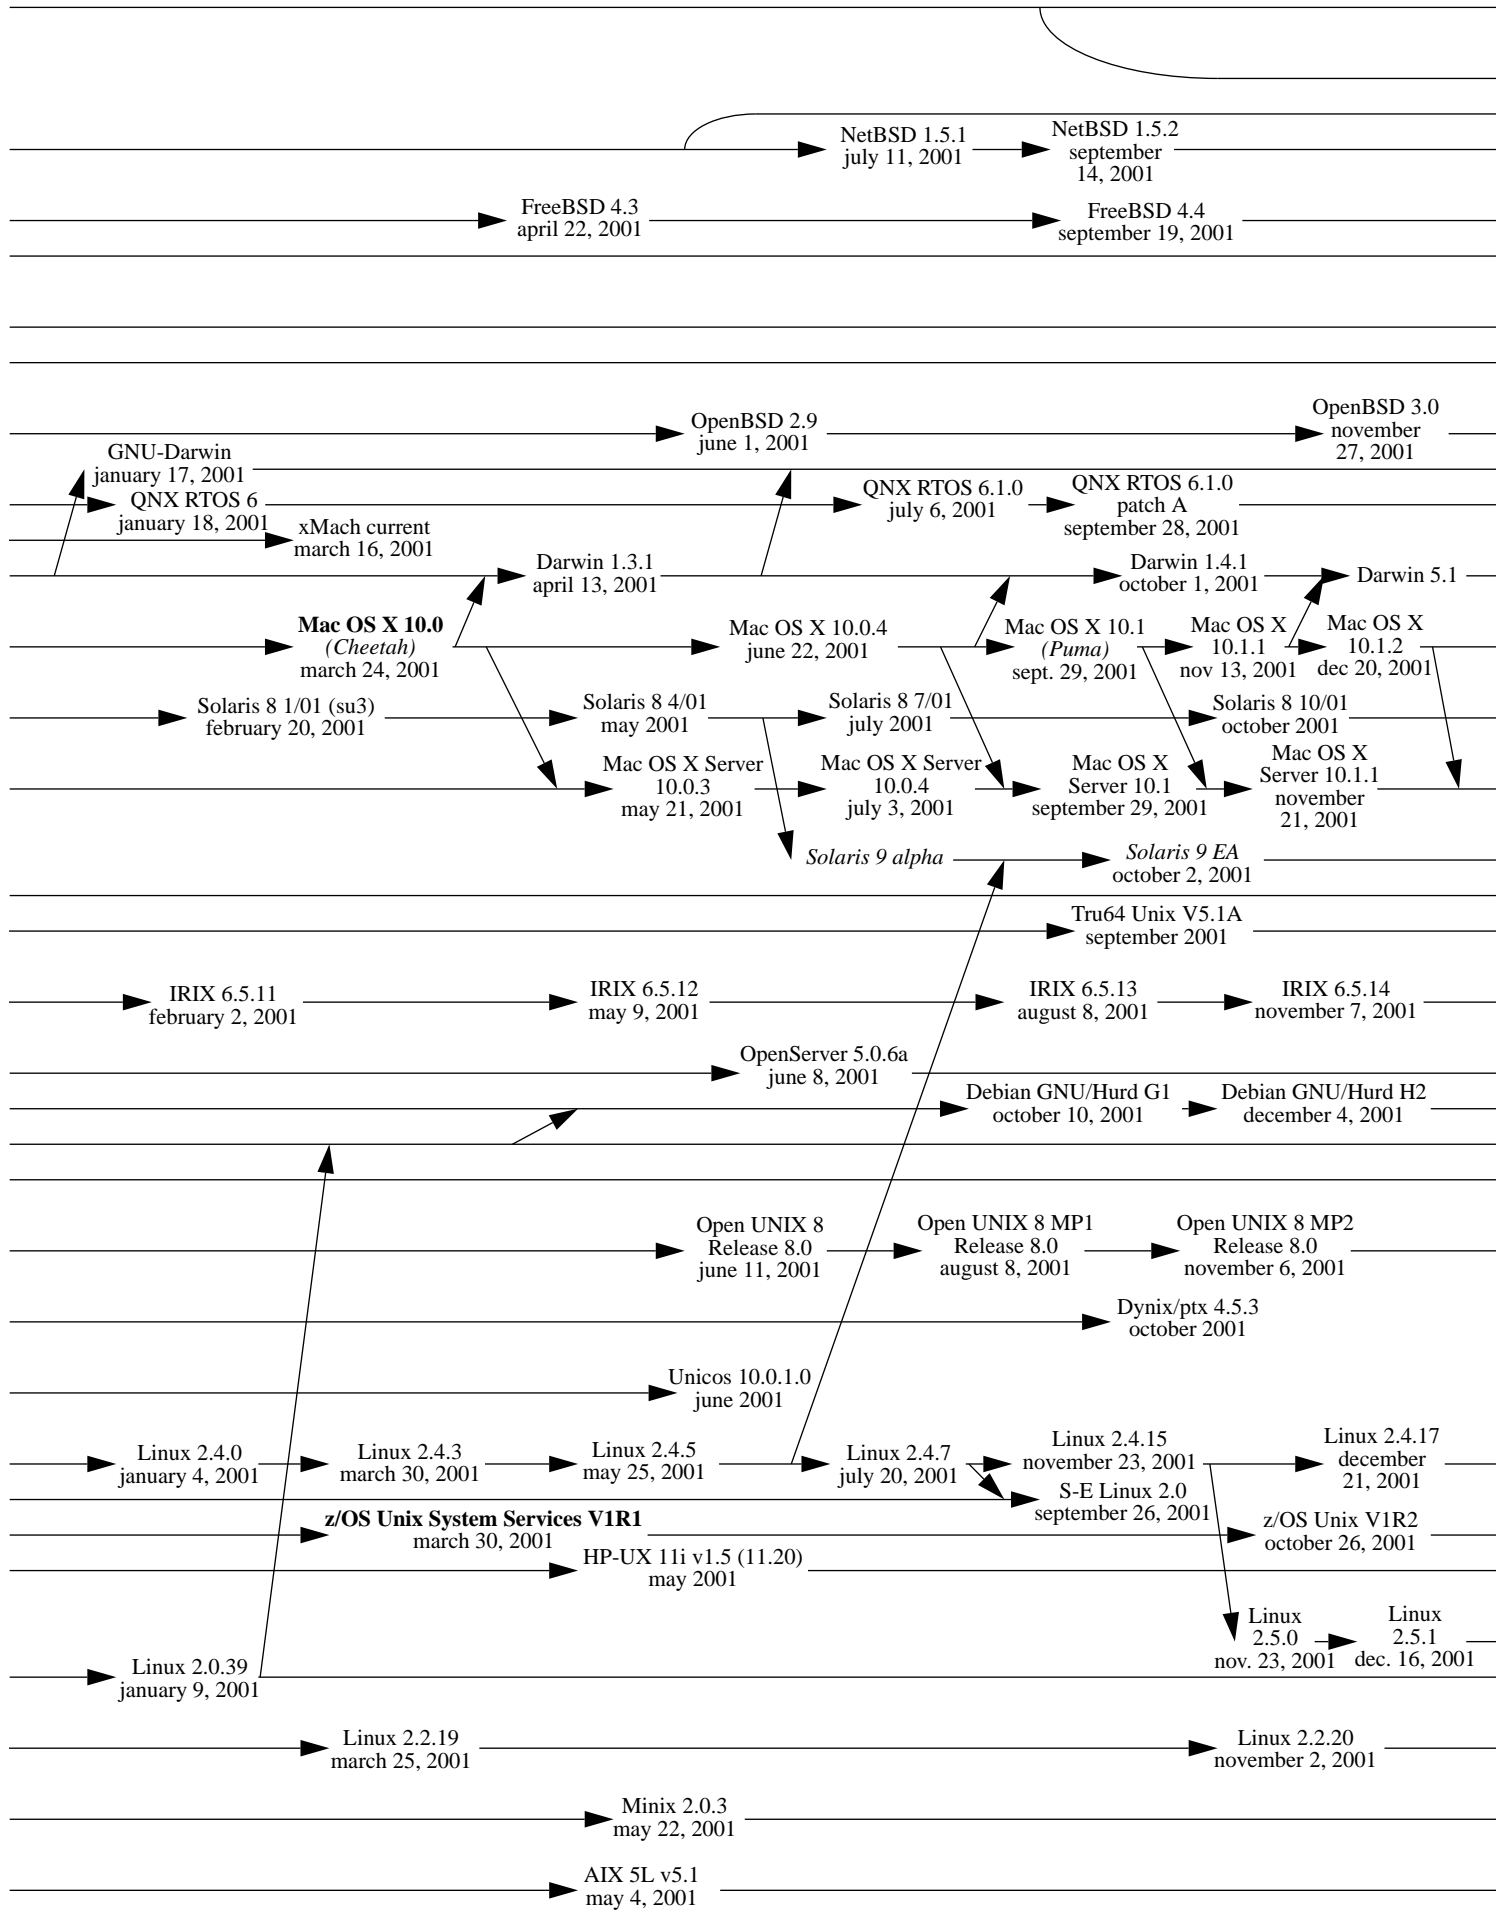 NetBSD 1.5.1
july 11, 2001
NetBSD 1.5.2
september
14, 2001
FreeBSD 4.3
april 22, 2001
FreeBSD 4.4
september 19, 2001
OpenBSD 2.9
june 1, 2001
OpenBSD 3.0
november
27, 2001
GNU-Darwin
january 17, 2001
QNX RTOS 6
january 18, 2001
QNX RTOS 6.1.0
july 6, 2001
QNX RTOS 6.1.0
patch A
september 28, 2001
xMach current
march 16, 2001
Darwin 1.3.1
april 13, 2001
Darwin 1.4.1
october 1, 2001
Darwin 5.1
Mac OS X 10.0
(Cheetah)
march 24, 2001
Mac OS X 10.0.4
june 22, 2001
Mac OS X 10.1
(Puma)
sept. 29, 2001
Mac OS X
10.1.1
nov 13, 2001
Mac OS X
10.1.2
dec 20, 2001
Solaris 8 1/01 (su3)
february 20, 2001
Solaris 8 4/01
may 2001
Solaris 8 7/01
july 2001
Solaris 8 10/01
october 2001
Mac OS X Server
10.0.3
may 21, 2001
Mac OS X Server
10.0.4
july 3, 2001
Mac OS X
Server 10.1
september 29, 2001
Mac OS X
Server 10.1.1
november
21, 2001
Solaris 9 alpha
Solaris 9 EA
october 2, 2001
Tru64 Unix V5.1A
september 2001
IRIX 6.5.11
february 2, 2001
IRIX 6.5.12
may 9, 2001
IRIX 6.5.13
august 8, 2001
IRIX 6.5.14
november 7, 2001
OpenServer 5.0.6a
june 8, 2001
Debian GNU/Hurd G1
october 10, 2001
Debian GNU/Hurd H2
december 4, 2001
Open UNIX 8
Release 8.0
june 11, 2001
Open UNIX 8 MP1
Release 8.0
august 8, 2001
Open UNIX 8 MP2
Release 8.0
november 6, 2001
Dynix/ptx 4.5.3
october 2001
Unicos 10.0.1.0
june 2001
Linux 2.4.0
january 4, 2001
Linux 2.4.3
march 30, 2001
Linux 2.4.5
may 25, 2001
Linux 2.4.7
july 20, 2001
Linux 2.4.15
november 23, 2001
Linux 2.4.17
december
21, 2001
S-E Linux 2.0
september 26, 2001
z/OS Unix System Services V1R1
march 30, 2001
z/OS Unix V1R2
october 26, 2001
HP-UX 11i v1.5 (11.20)
may 2001
Linux
2.5.0
nov. 23, 2001
Linux
2.5.1
dec. 16, 2001
Linux 2.0.39
january 9, 2001
Linux 2.2.19
march 25, 2001
Linux 2.2.20
november 2, 2001
Minix 2.0.3
may 22, 2001
AIX 5L v5.1
may 4, 2001